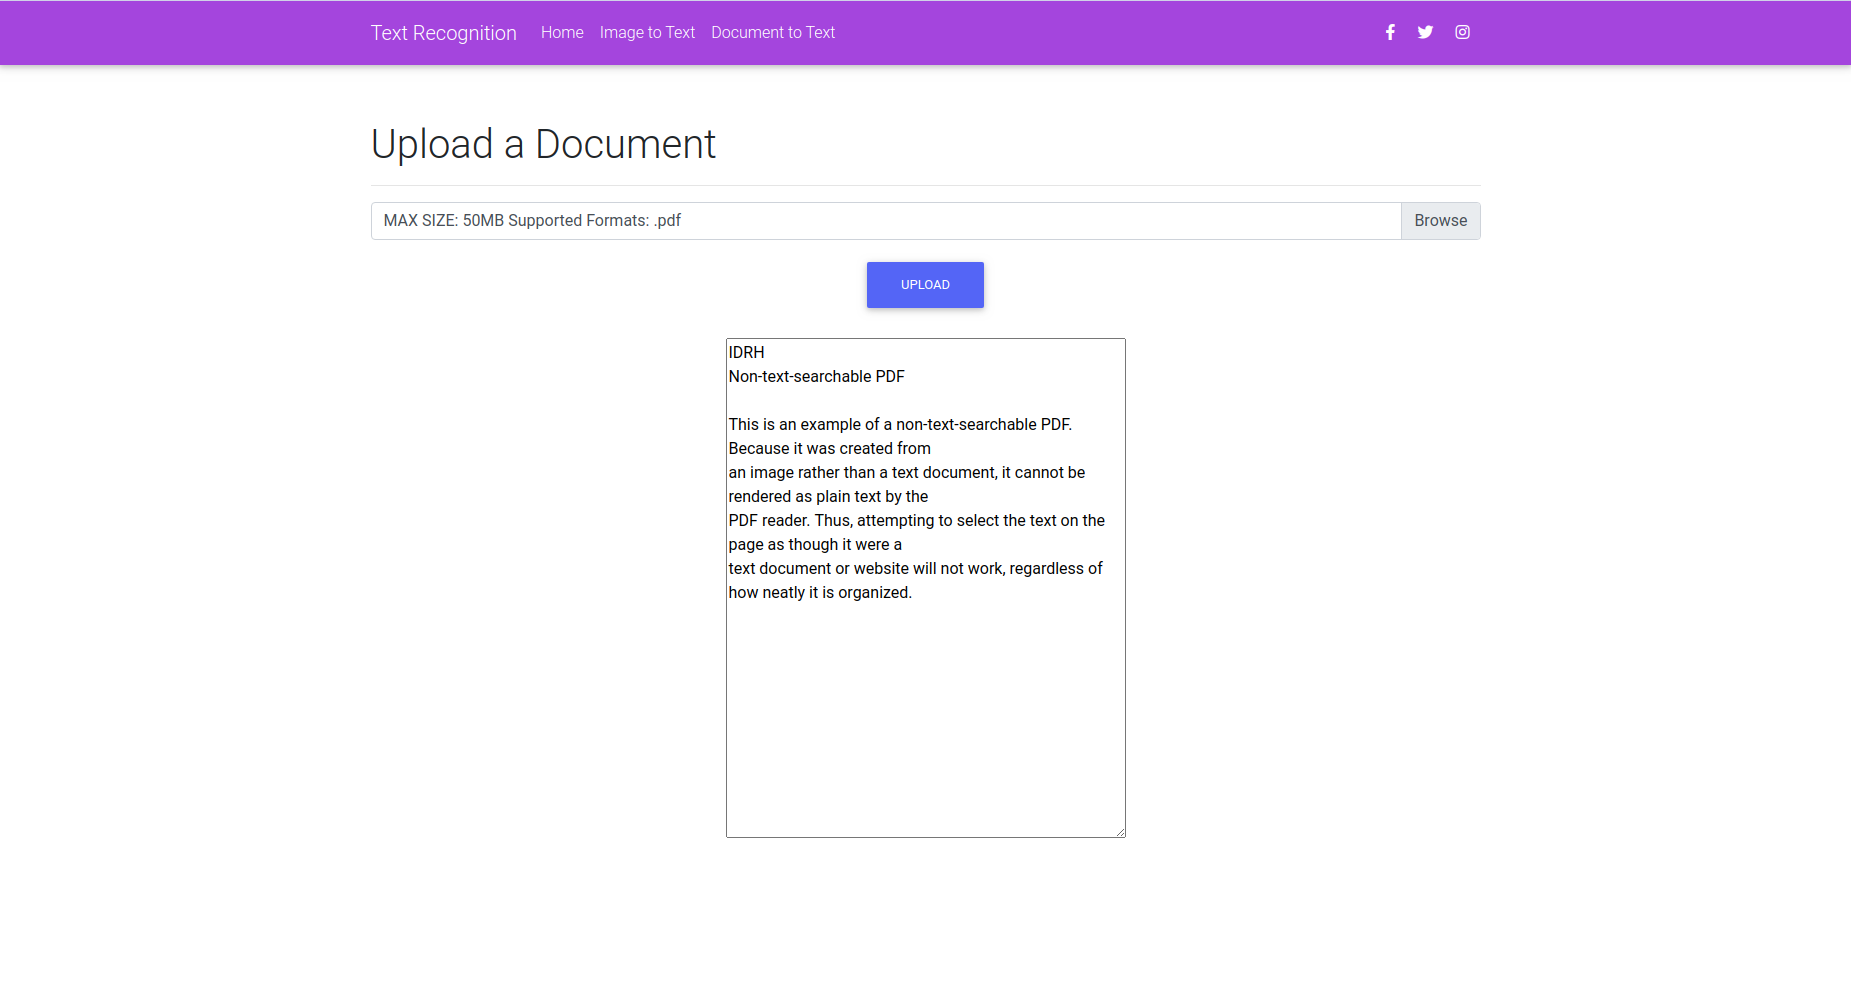 Text Recognition Home Image to Text Document to Text
Upload a Document
MAX SIZE: 50MB Supported Formats: .pdf Browse
UPLOAD
IDRH
Non-text-searchable PDF
This is an example of a non-text-searchable PDF.
Because it was created from
an image rather than a text document, it cannot be
rendered as plain text by the
PDF reader. Thus, attempting to select the text on the
page as though it were a
text document or website will not work, regardless of
how neatly it is organized.